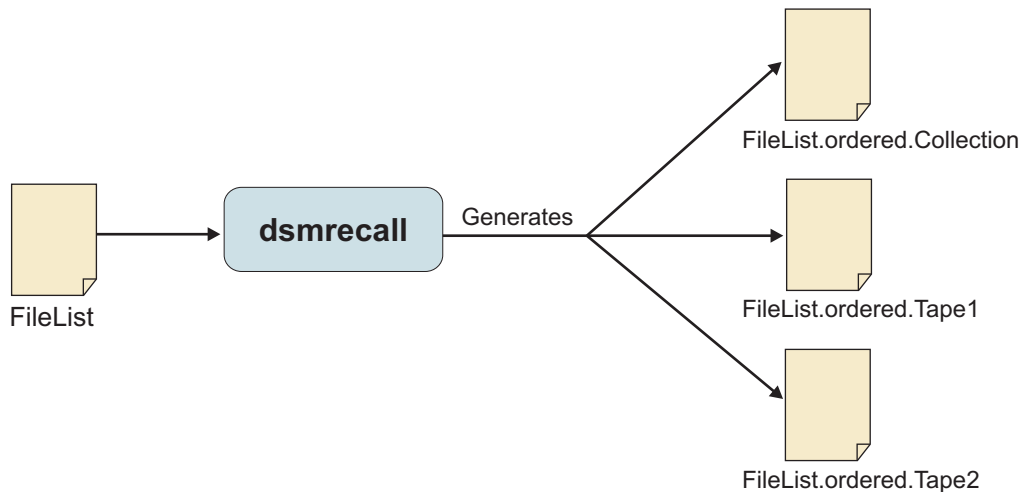 FileList
dsmrecall
Generates
FileList.ordered.Collection
FileList.ordered.Tape1
FileList.ordered.Tape2